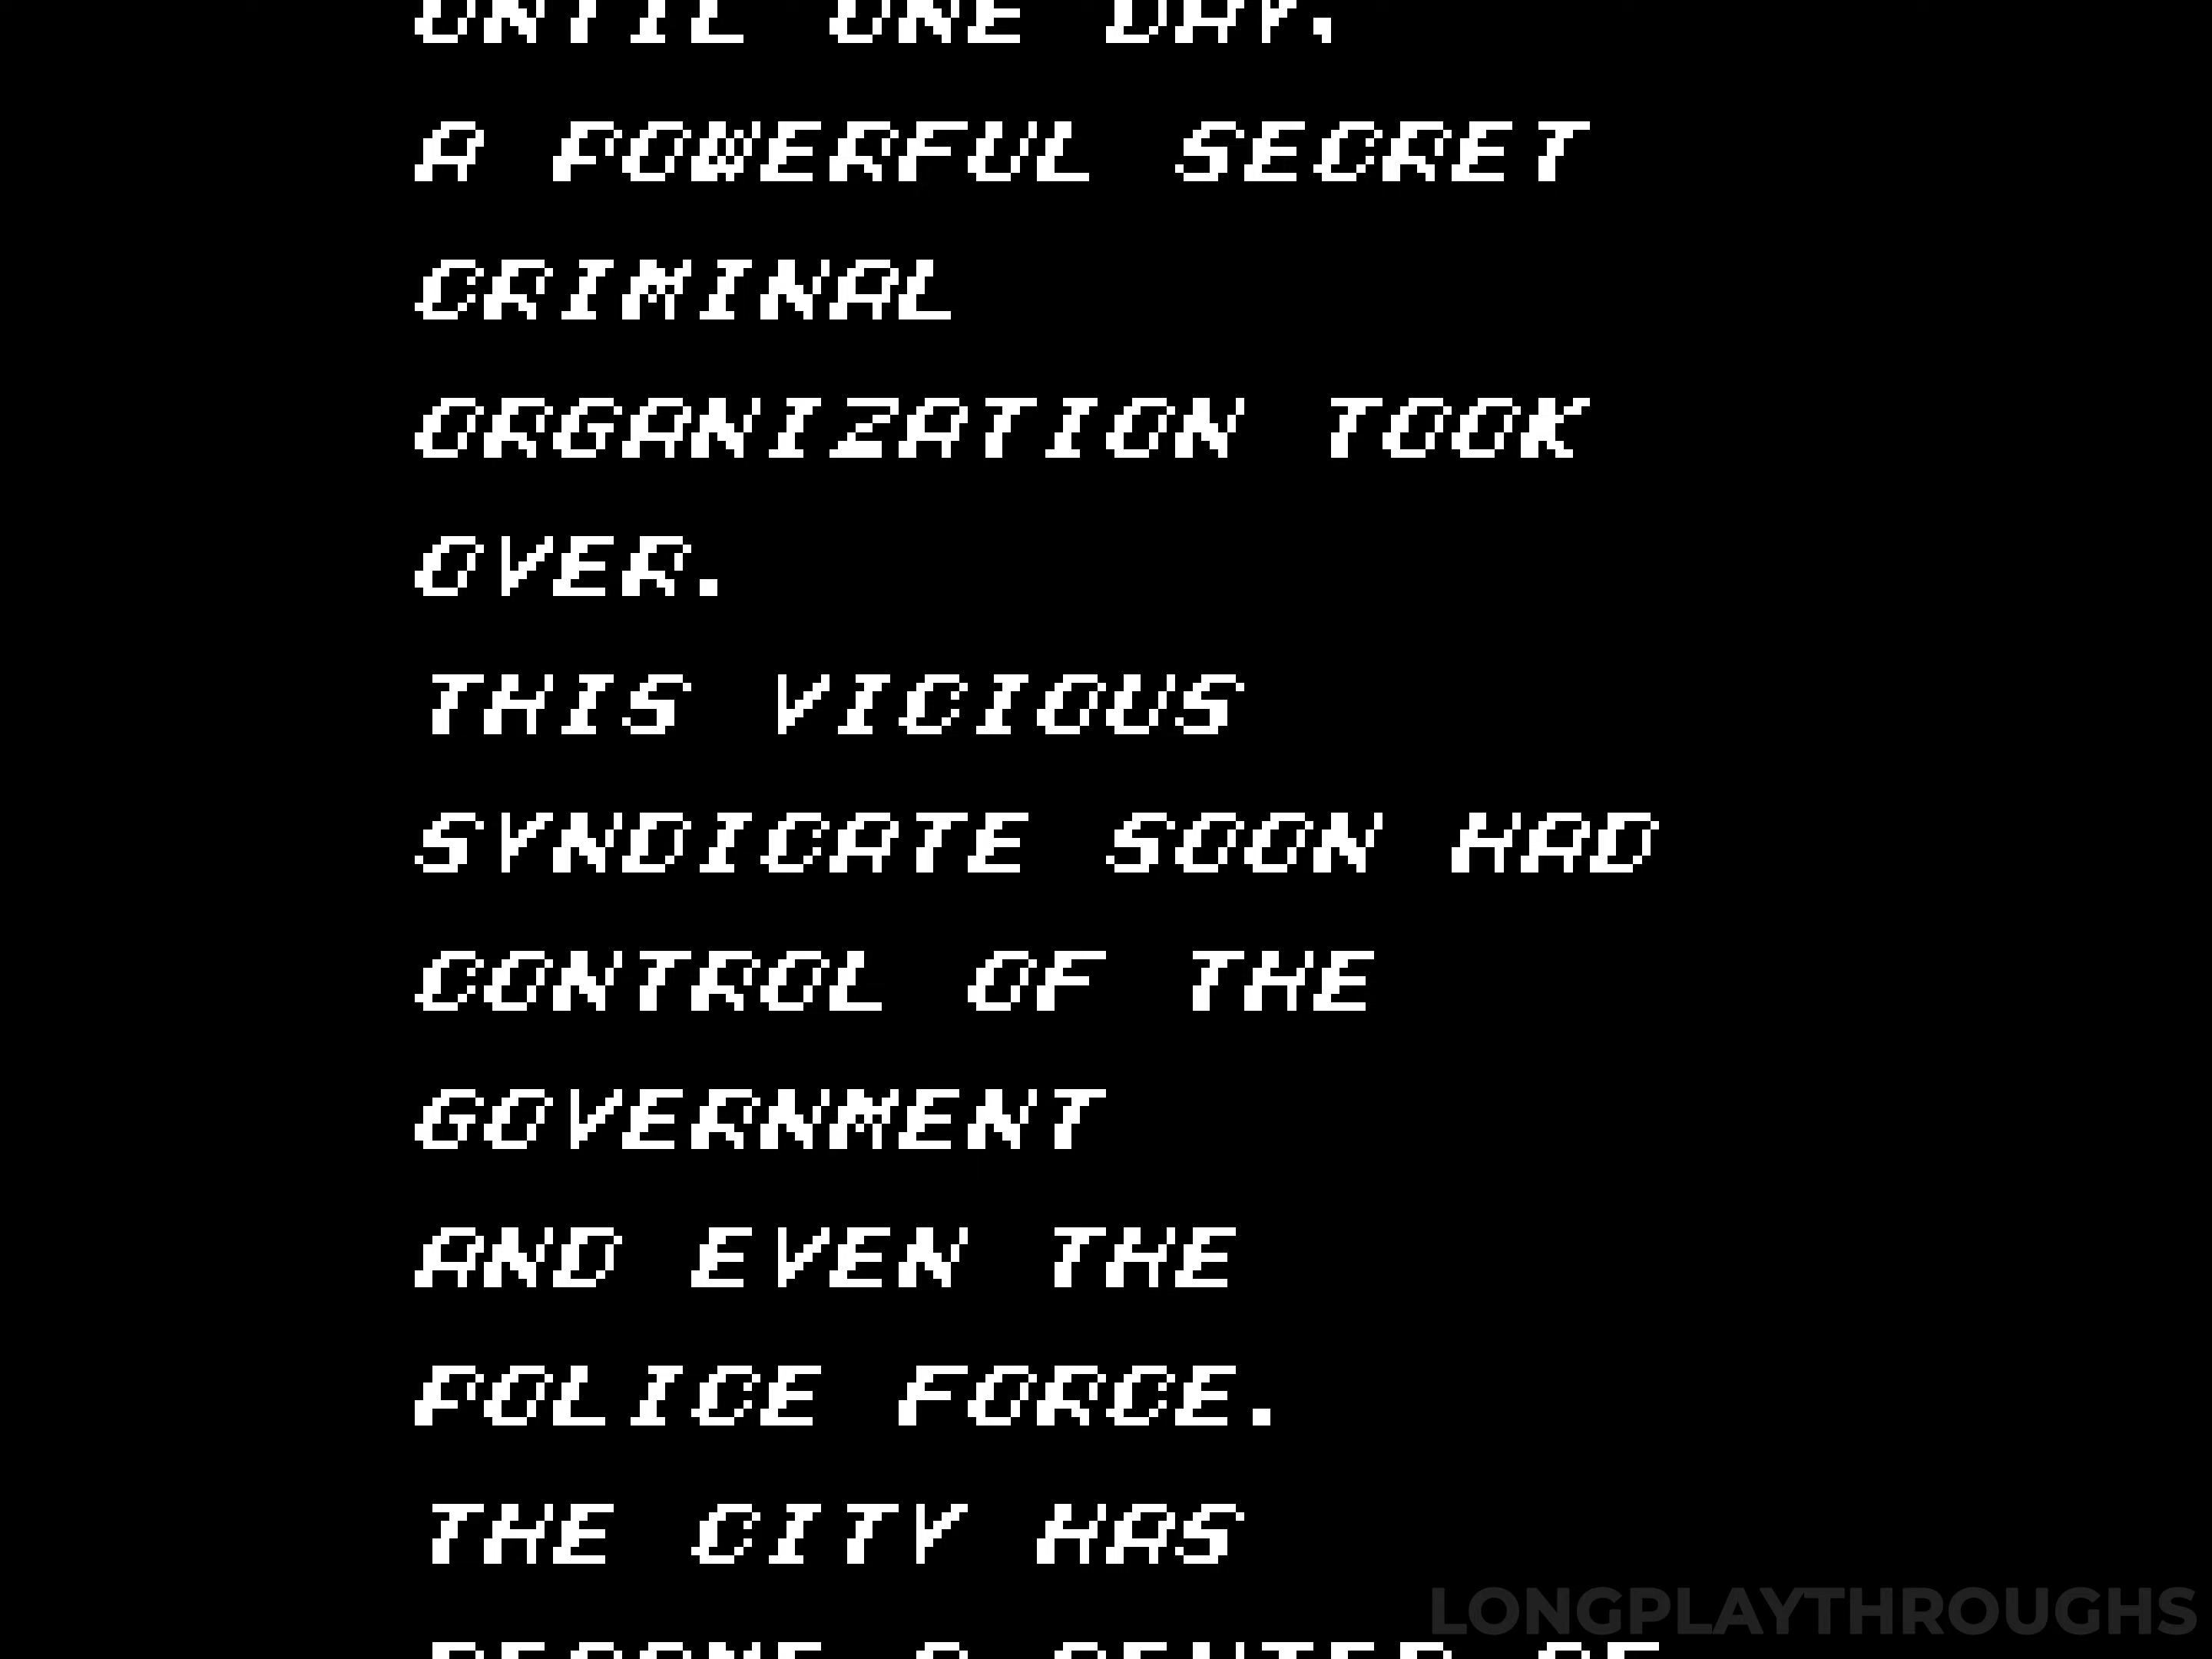 UNTIL ONE DAY,
A POWERFUL SECRET
CRIMINAL
ORGANIZATION TOOK
OVER.
THIS VICIOUS
SYNDICATE SOON HAD
CONTROL OF THE
GOVERNMENT
AND EVEN THE
POLICE FORCE.
THE CITY HAS
LONGPLAYTHROUGHS